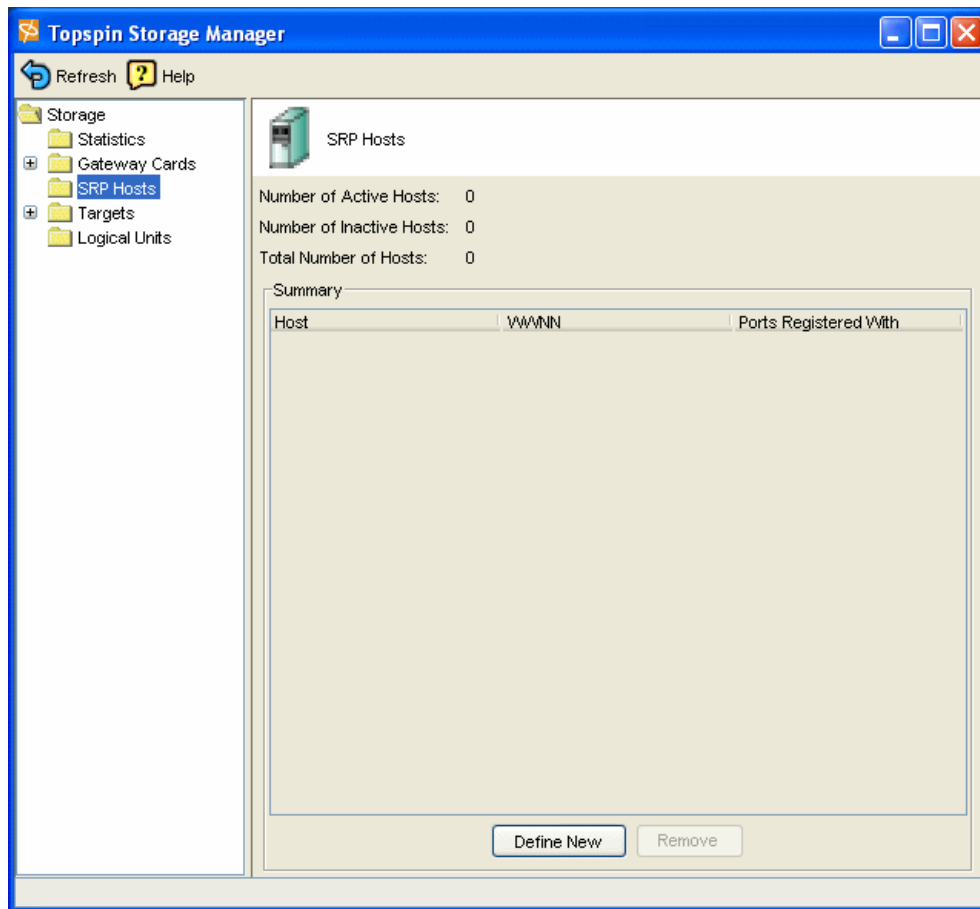 Topspin Storage Manager
Refresh ? Help
Storage
Statistics
Gateway Cards
SRP Hosts
Targets
Logical Units
SRP Hosts
Number of Active Hosts: 0
Number of Inactive Hosts: 0
Total Number of Hosts: 0
Summary
Host WWNN Ports Registered With
Define New Remove